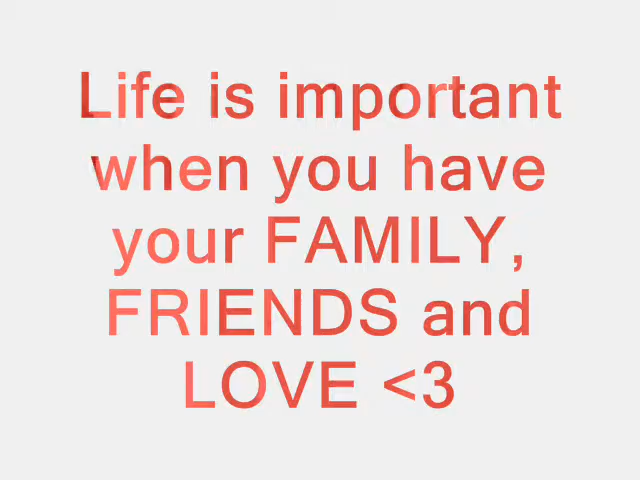 Life is important
when you have
your FAMILY,
FRIENDS and
LOVE <3